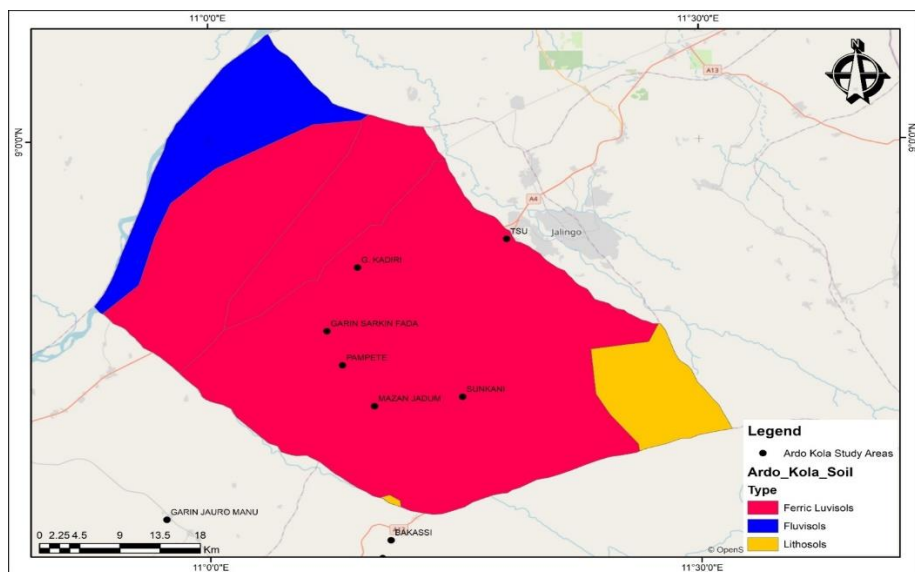 11°0'0"E 11°30'0"E
N
A13
9°0'0"N 9°0'0"N
A4
TSU
Jalingo
G. KADIRI
GARIN SARKIN FADA
PAMPETE
SUNKANI
MAZAN JADUM
Legend
Ardo Kola Study Areas
Ardo_Kola_Soil
Type
Ferric Luvisols
Fluvisols
Lithosols
GARIN JAURO MANU
BAKASSI
0 2.25 4.5 9 13.5 18
Km
© OpenS
11°0'0"E 11°30'0"E